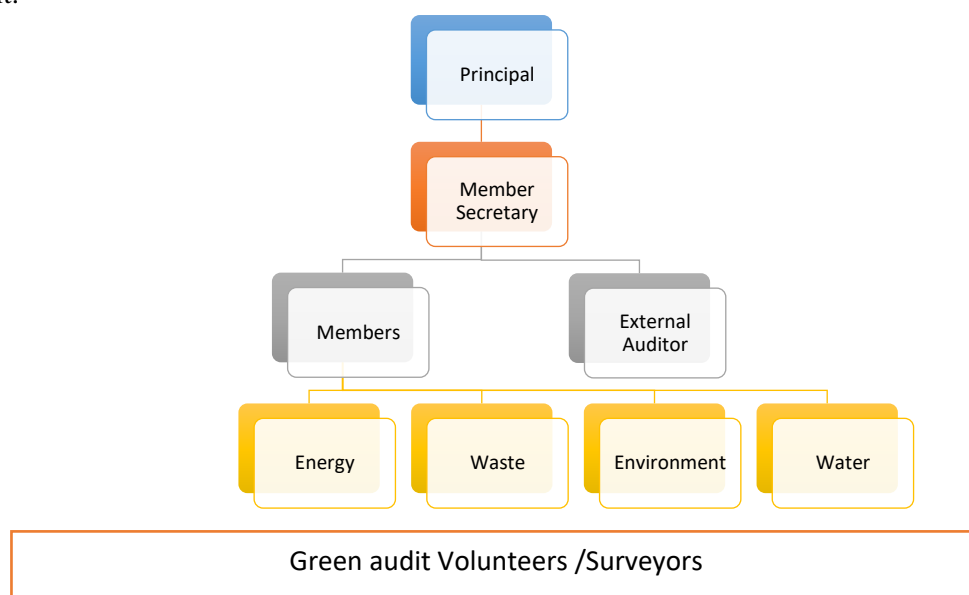 Principal
Member
Secretary
Members
External
Auditor
Energy
Waste
Environment
Water
Green audit Volunteers /Surveyors